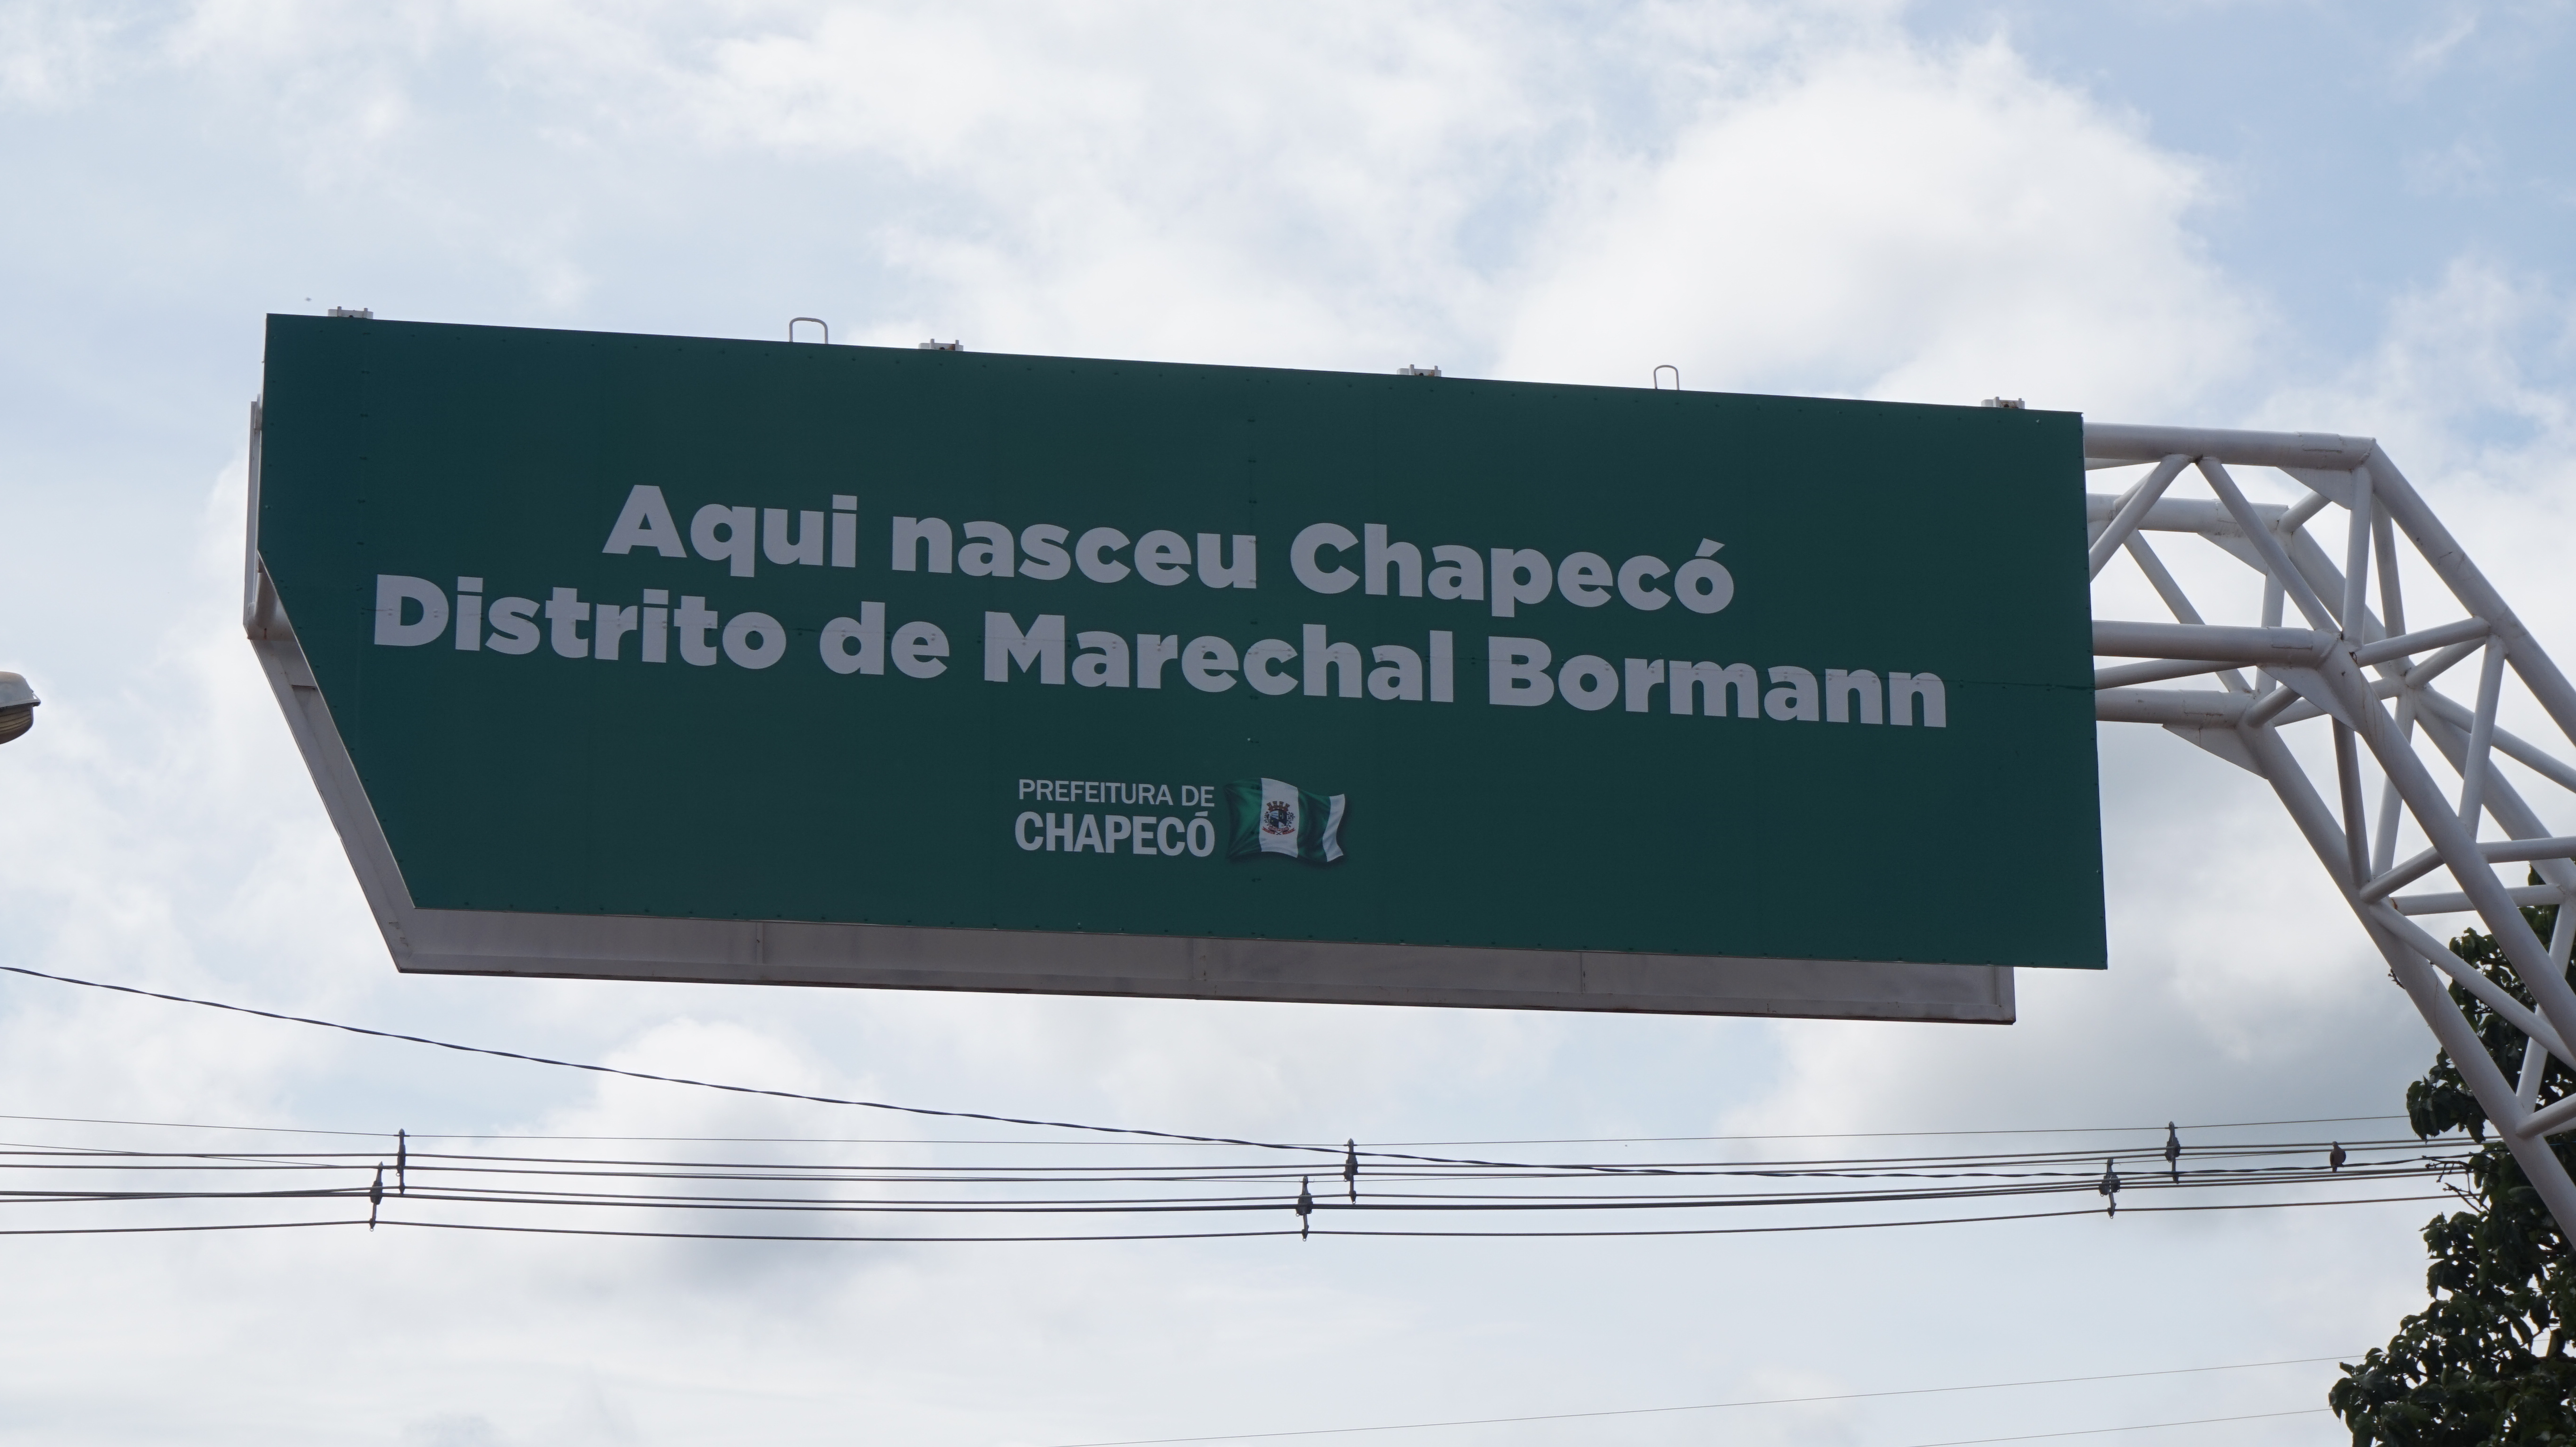 Aqui nasceu Chapecó
Distrito de Marechal Bormann
PREFEITURA DE
CHAPECÓ